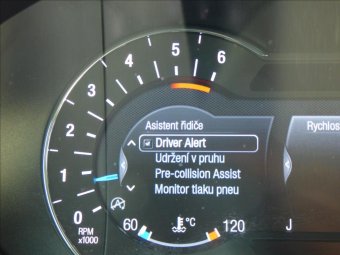 6
5
4
3
2
1
0
RPM
x1000
Asistent řidiče
Driver Alert
Udržení v pruhu
Pre-collision Assist
Monitor tlaku pneu
60
°C
120
Rychlos
J